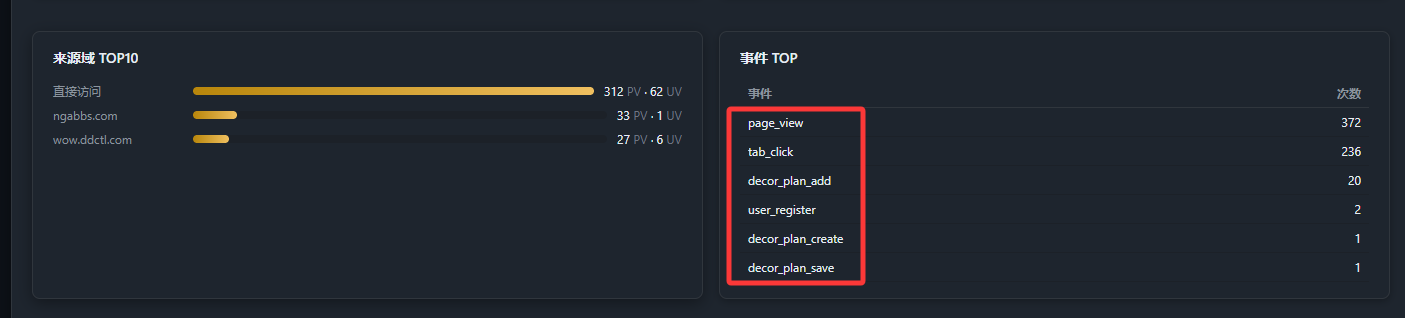 来源域 TOP10
直接访问 312 PV · 62 UV
ngabbs.com 33 PV · 1 UV
wow.ddctl.com 27 PV · 6 UV
事件 TOP
事件 次数
page_view 372
tab_click 236
decor_plan_add 20
user_register 2
decor_plan_create 1
decor_plan_save 1